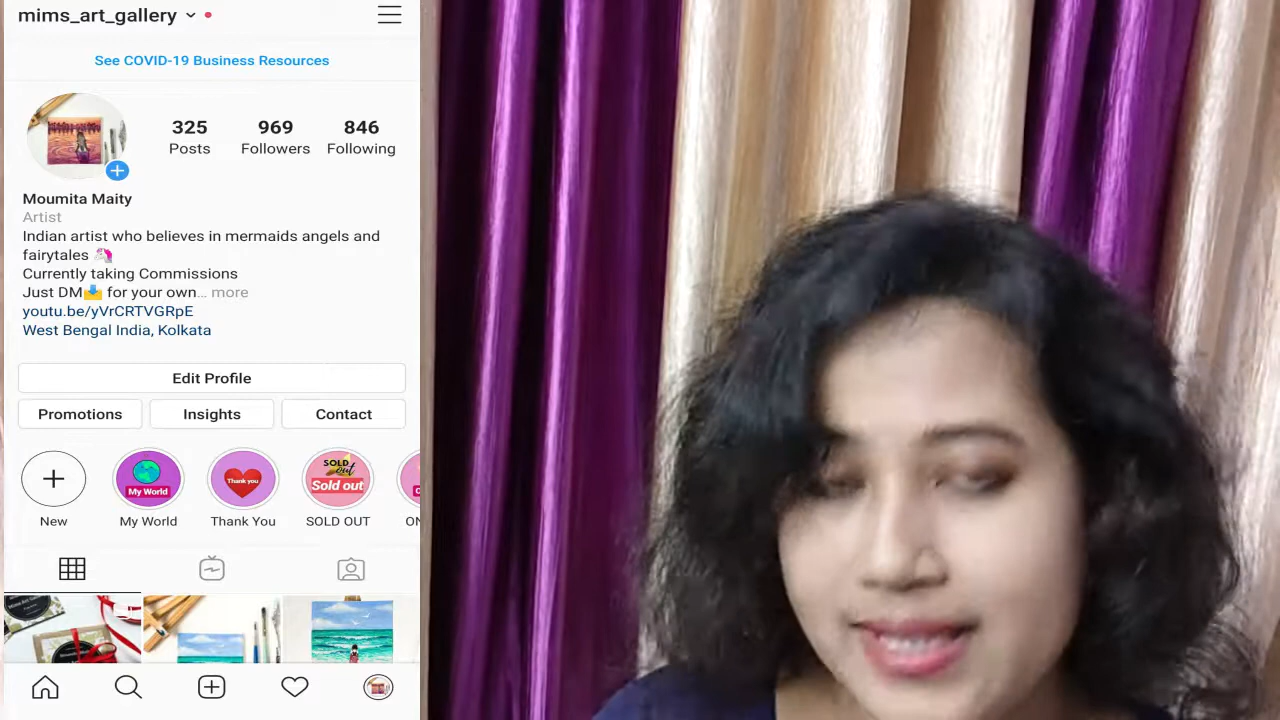 mims_art_gallery
See COVID-19 Business Resources
325 969 846
Posts Followers Following
Moumita Maity
Artist
Indian artist who believes in mermaids angels and
fairytales 🦄
Currently taking Commissions
Just DM📩 for your own... more
youtu.be/yVrCRTVGRpE
West Bengal India, Kolkata
Edit Profile
Promotions Insights Contact
My World Thank you SOLD out Sold out
New My World Thank You SOLD OUT